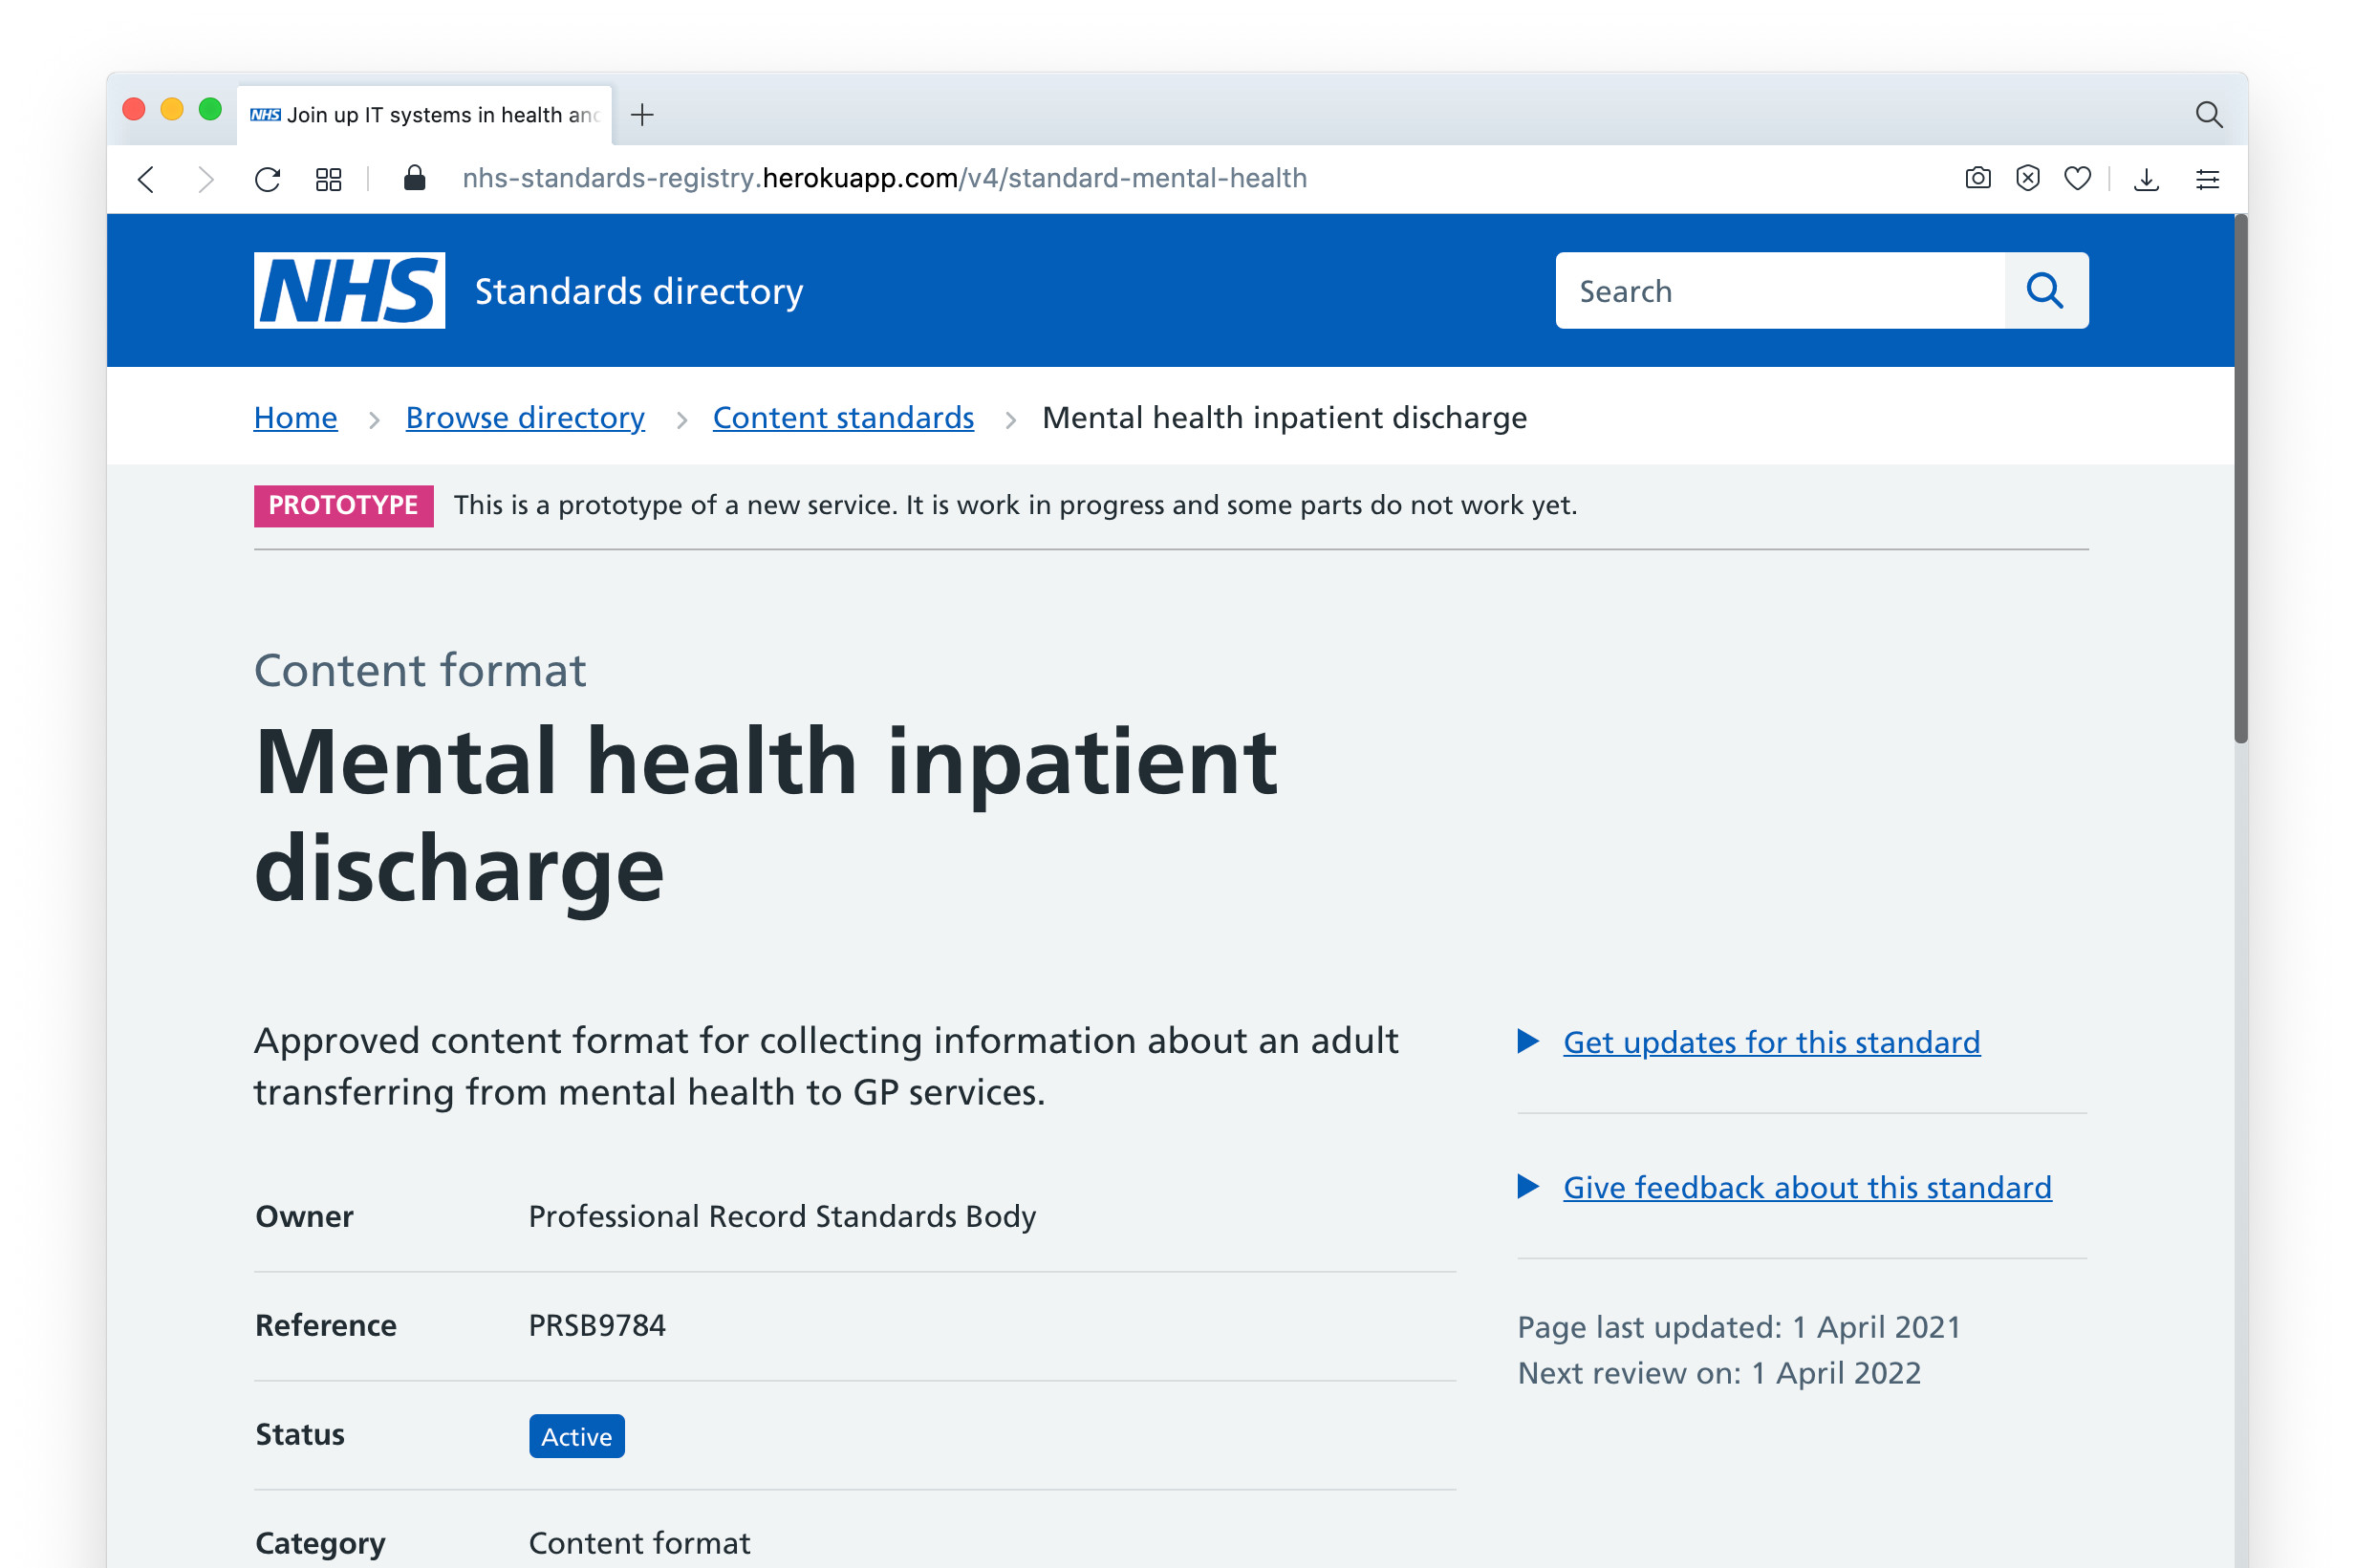 NHS Join up IT systems in health and
nhs-standards-registry.herokuapp.com/v4/standard-mental-health
NHS Standards directory
Search
Home Browse directory Content standards Mental health inpatient discharge
PROTOTYPE This is a prototype of a new service. It is work in progress and some parts do not work yet.
Content format
Mental health inpatient
discharge
Approved content format for collecting information about an adult
transferring from mental health to GP services.
Get updates for this standard
Give feedback about this standard
Owner Professional Record Standards Body
Reference PRSB9784
Page last updated: 1 April 2021
Next review on: 1 April 2022
Status Active
Category Content format